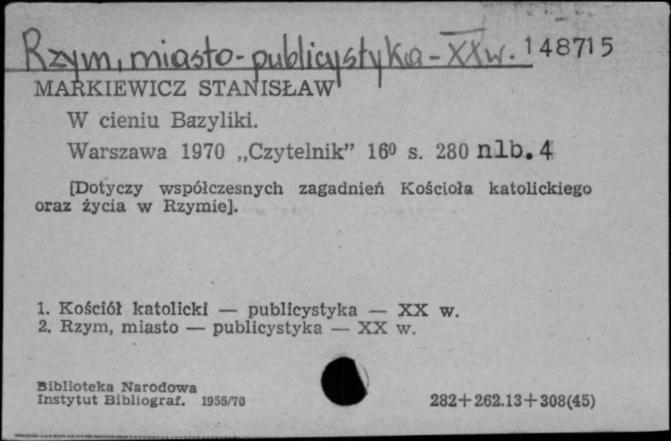 Rzym, miasto - publicystyka - XX w. 148715
MARKIEWICZ STANISŁAW
W cieniu Bazyliki.
Warszawa 1970 „Czytelnik” 16⁰ s. 280 nlb. 4
[Dotyczy współczesnych zagadnień Kościoła katolickiego
oraz życia w Rzymie].
1. Kościół katolicki — publicystyka — XX w.
2. Rzym, miasto — publicystyka — XX w.
Biblioteka Narodowa
Instytut Bibliograf. 1955/70 282+262.13+308(45)